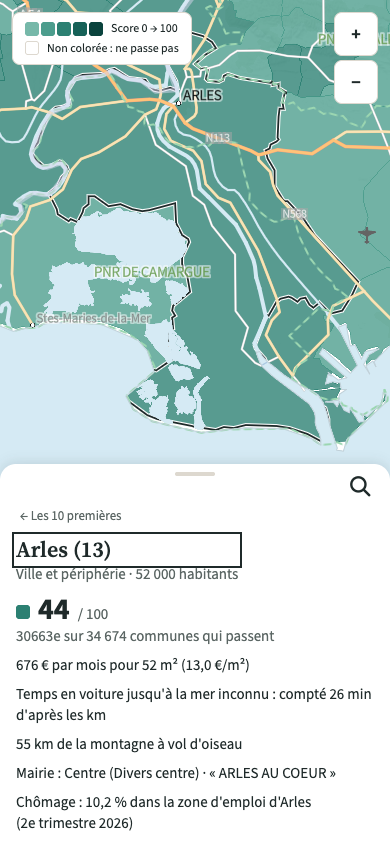 Score 0 → 100
Non colorée : ne passe pas
+
−
ARLES
N113
N568
PNR DE CAMARGUE
Stes-Maries-de-la-Mer
← Les 10 premières
Arles (13)
Ville et périphérie · 52 000 habitants
44 / 100
30663e sur 34 674 communes qui passent
676 € par mois pour 52 m² (13,0 €/m²)
Temps en voiture jusqu'à la mer inconnu : compté 26 min
d'après les km
55 km de la montagne à vol d'oiseau
Mairie : Centre (Divers centre) · « ARLES AU COEUR »
Chômage : 10,2 % dans la zone d'emploi d'Arles
(2e trimestre 2026)